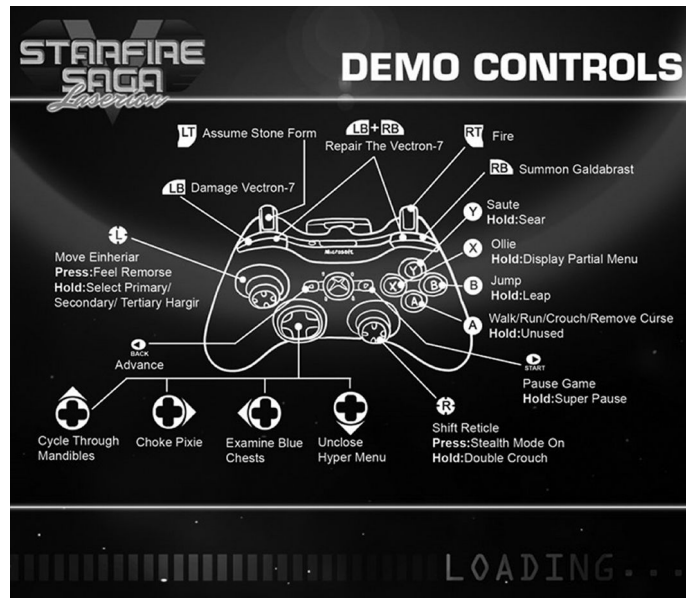 STARFIRE
SAGA
V
Laserion
DEMO CONTROLS
LT Assume Stone Form
LB + RB
Repair The Vectron-7
RT Fire
LB Damage Vectron-7
RB Summon Galdabrast
Y Saute
Hold:Sear
L
Move Einheriar
Press:Feel Remorse
Hold:Select Primary/
Secondary/ Tertiary Hargir
Microsoft
X Ollie
Hold:Display Partial Menu
B Jump
Hold:Leap
Y
X B
A
A Walk/Run/Crouch/Remove Curse
Hold:Unused
BACK
Advance
START
Pause Game
Hold:Super Pause
Cycle Through
Mandibles
Choke Pixie
Examine Blue
Chests
Unclose
Hyper Menu
R
Shift Reticle
Press:Stealth Mode On
Hold:Double Crouch
LOADING...